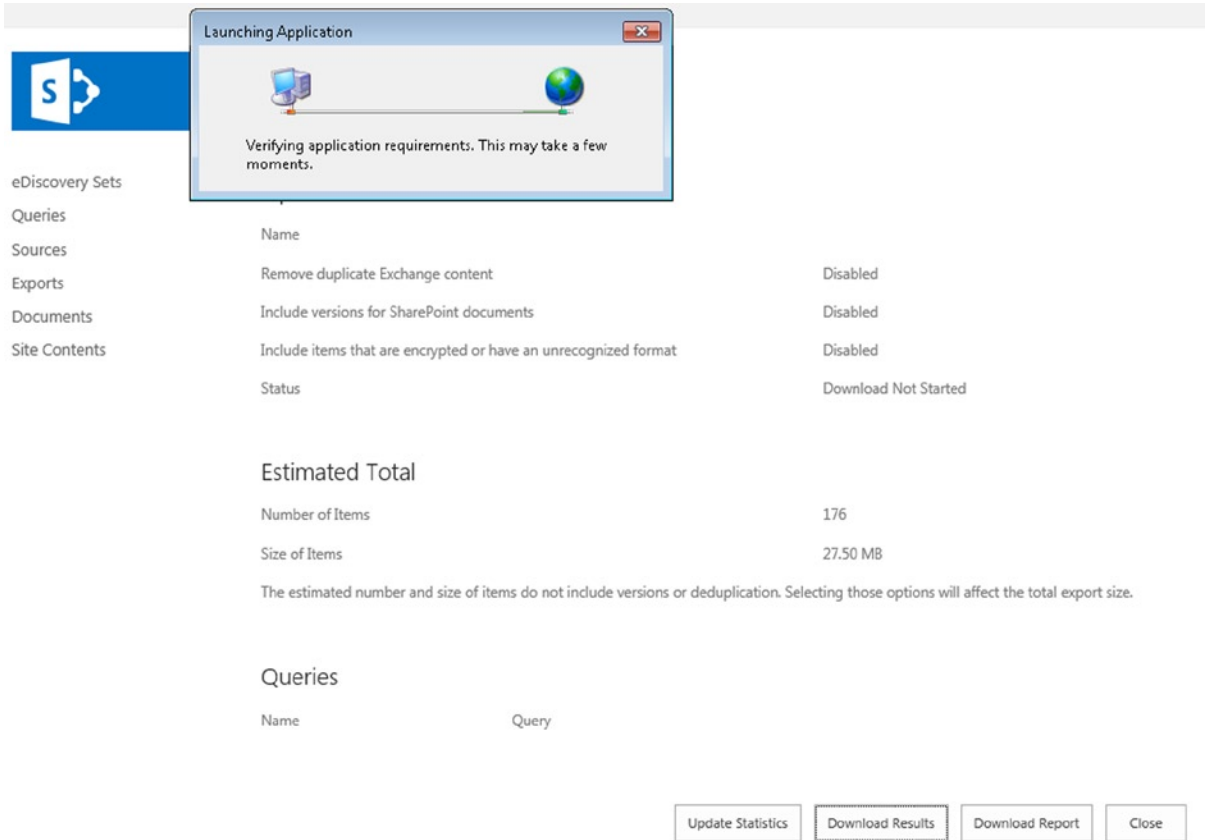 Launching Application
Verifying application requirements. This may take a few
moments.
S
eDiscovery Sets
Queries
Sources
Exports
Documents
Site Contents
Name
Remove duplicate Exchange content Disabled
Include versions for SharePoint documents Disabled
Include items that are encrypted or have an unrecognized format Disabled
Status Download Not Started
Estimated Total
Number of Items 176
Size of Items 27.50 MB
The estimated number and size of items do not include versions or deduplication. Selecting those options will affect the total export size.
Queries
Name Query
Update Statistics Download Results Download Report Close